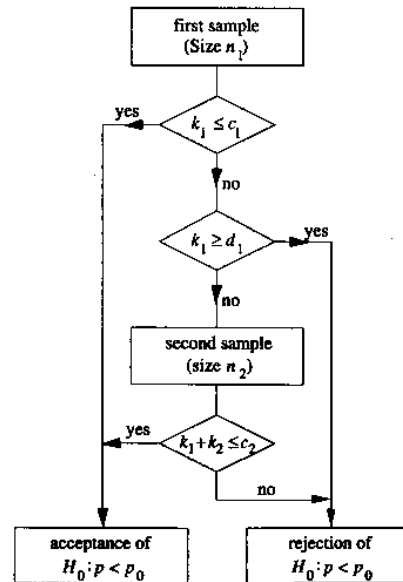 first sample
(Size n₁)
yes
k₁ ≤ c₁
no
yes
k₁ ≥ d₁
no
second sample
(size n₂)
yes
k₁+k₂ ≤ c₂
no
acceptance of
H₀: p < p₀
rejection of
H₀: p < p₀